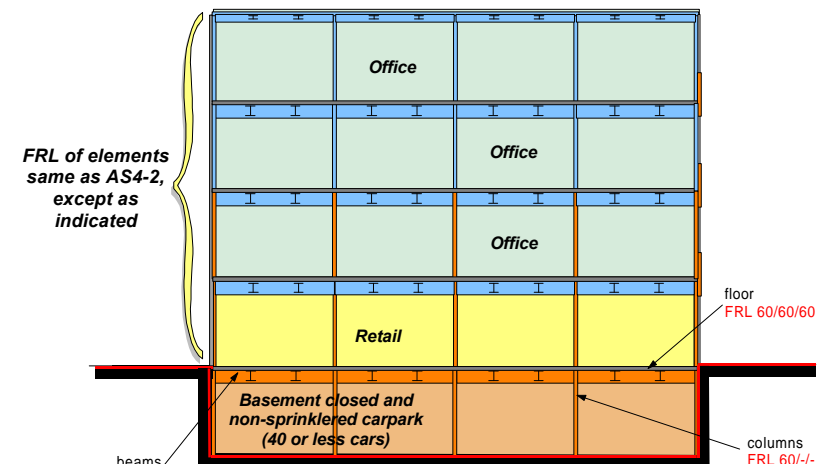 Office
Office
FRL of elements
same as AS4-2,
except as
indicated
Office
floor
FRL 60/60/60
Retail
Basement closed and
non-sprinklered carpark
(40 or less cars)
beams
columns
FRL 60/-/-